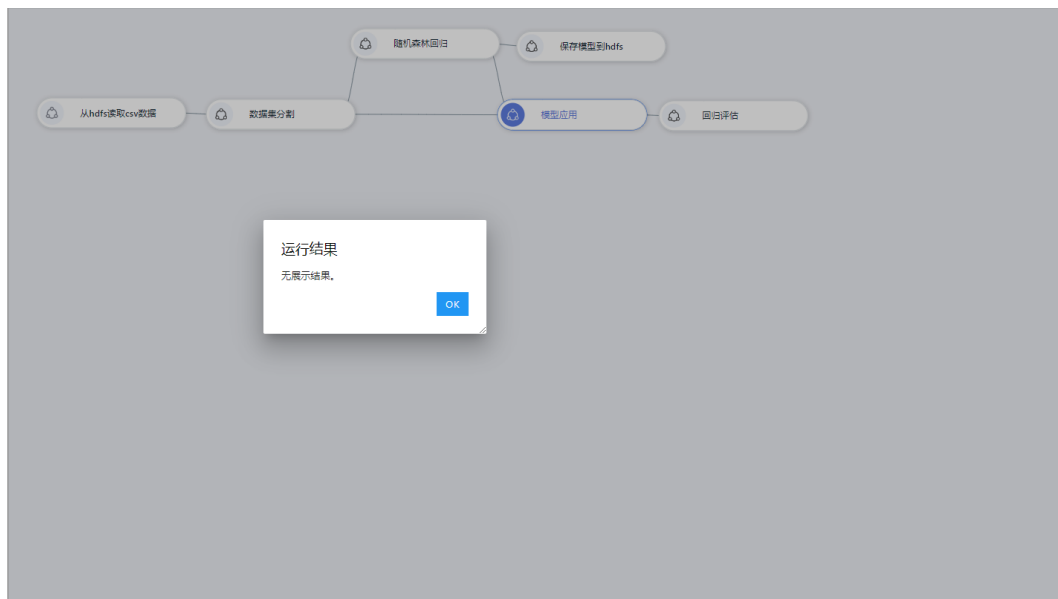 随机森林回归
保存模型到hdfs
从hdfs读取csv数据
数据集分割
模型应用
回归评估
运行结果
无展示结果。
OK